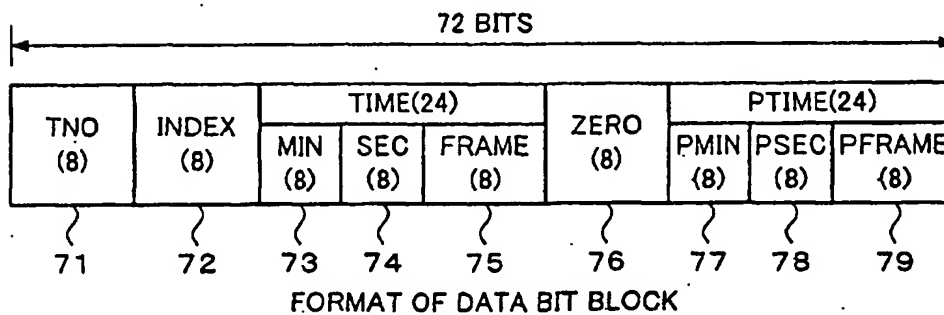 72 BITS
TNO (8) INDEX (8) TIME(24) ZERO (8) PTIME(24)
MIN (8) SEC (8) FRAME (8) PMIN (8) PSEC (8) PFRAME (8)
71 72 73 74 75 76 77 78 79
FORMAT OF DATA BIT BLOCK